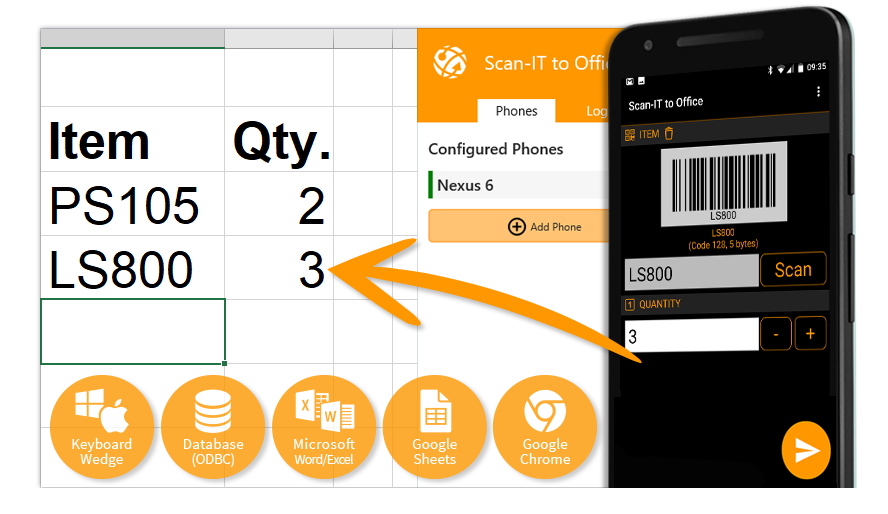 Item Qty.
PS105 2
LS800 3
Keyboard
Wedge
Database
(ODBC)
Microsoft
Word/Excel
Google
Sheets
Google
Chrome
Scan-IT to Offi
Phones Log
Configured Phones
Nexus 6
Add Phone
09:35
Scan-IT to Office
ITEM
LS800
LS800
(Code 128, 5 bytes)
LS800 Scan
1 QUANTITY
3 - +